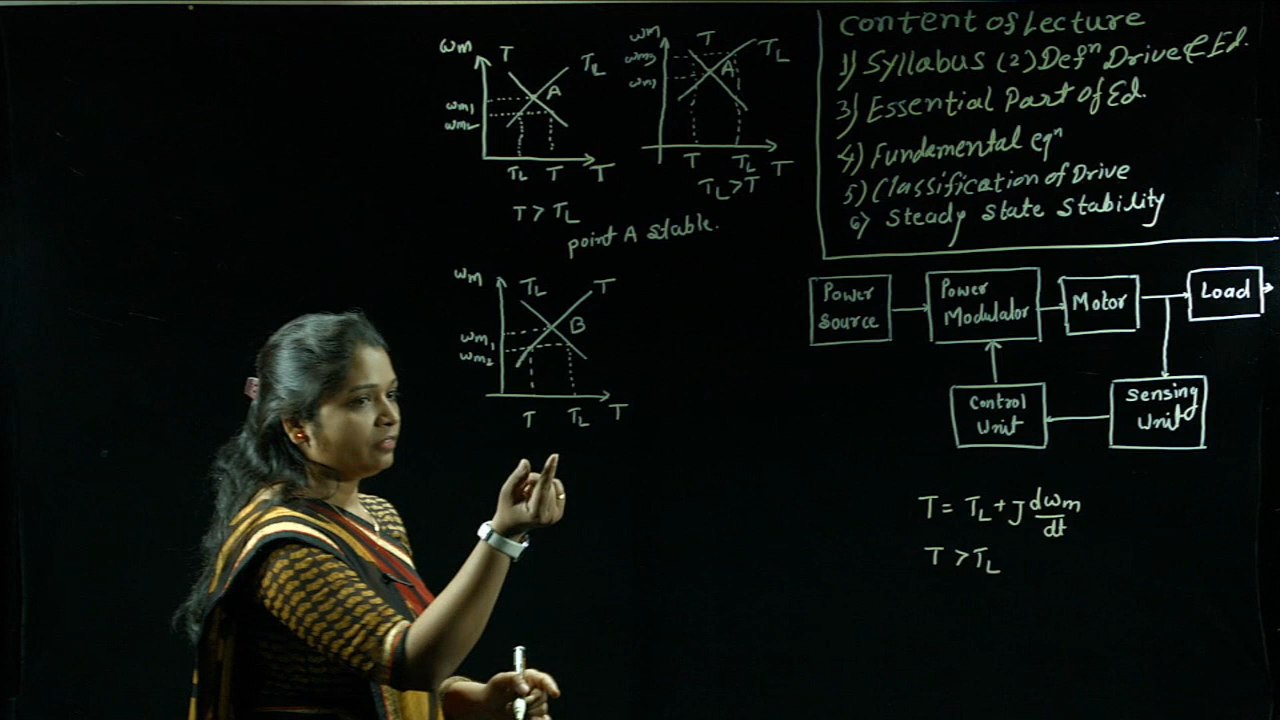 Content of Lecture
1) Syllabus (2) Defⁿ Drive & Ed.
3) Essential Part of Ed.
4) Fundamental eqⁿ
5) Classification of Drive
6) Steady State Stability
ωm T TL
A
ωm1
ωm2
TL T T
T > TL
ωm T TL
A
T TL T
TL > T
point A stable.
ωm TL T
B
ωm1
ωm2
T TL T
Power Source
Power Modulator
Motor
Load
Control Unit
Sensing Unit
T = TL + J dωm/dt
T > TL